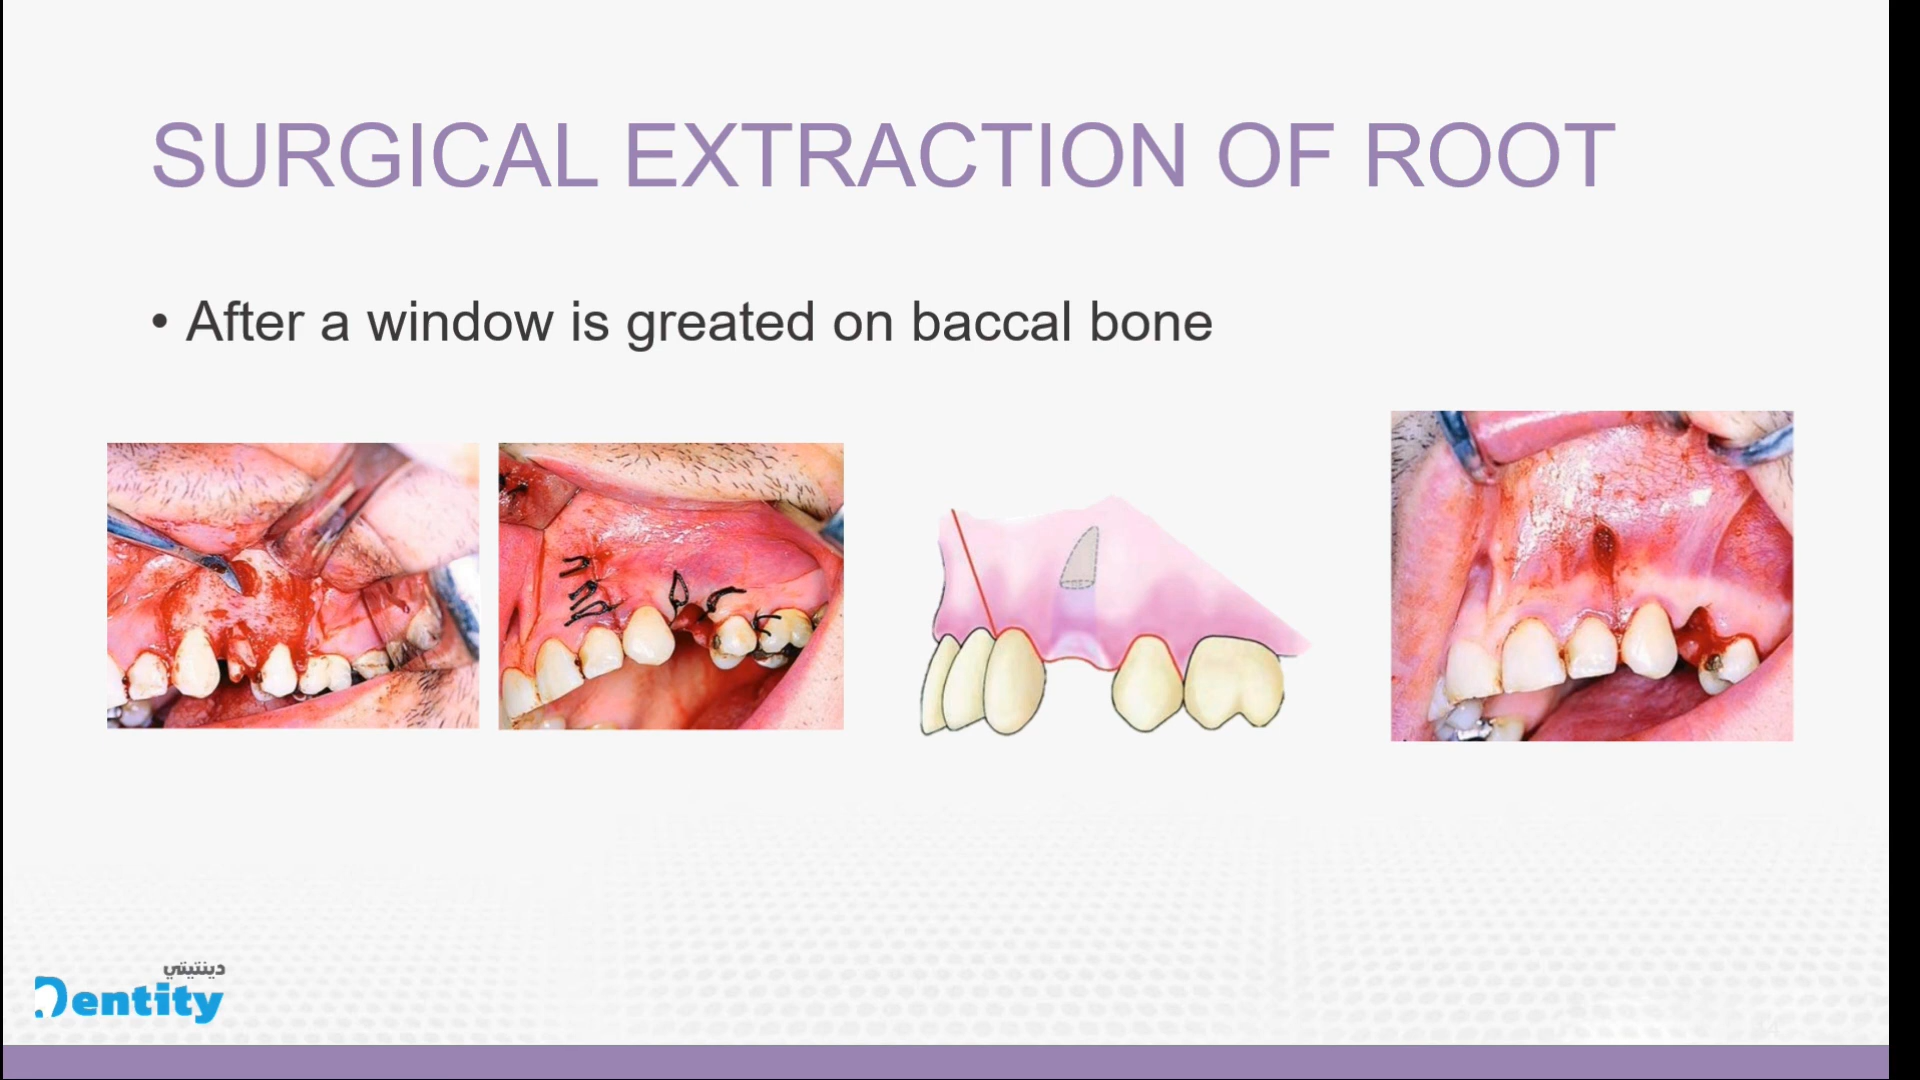 SURGICAL EXTRACTION OF ROOT
• After a window is greated on baccal bone
دينتيتي
Dentity